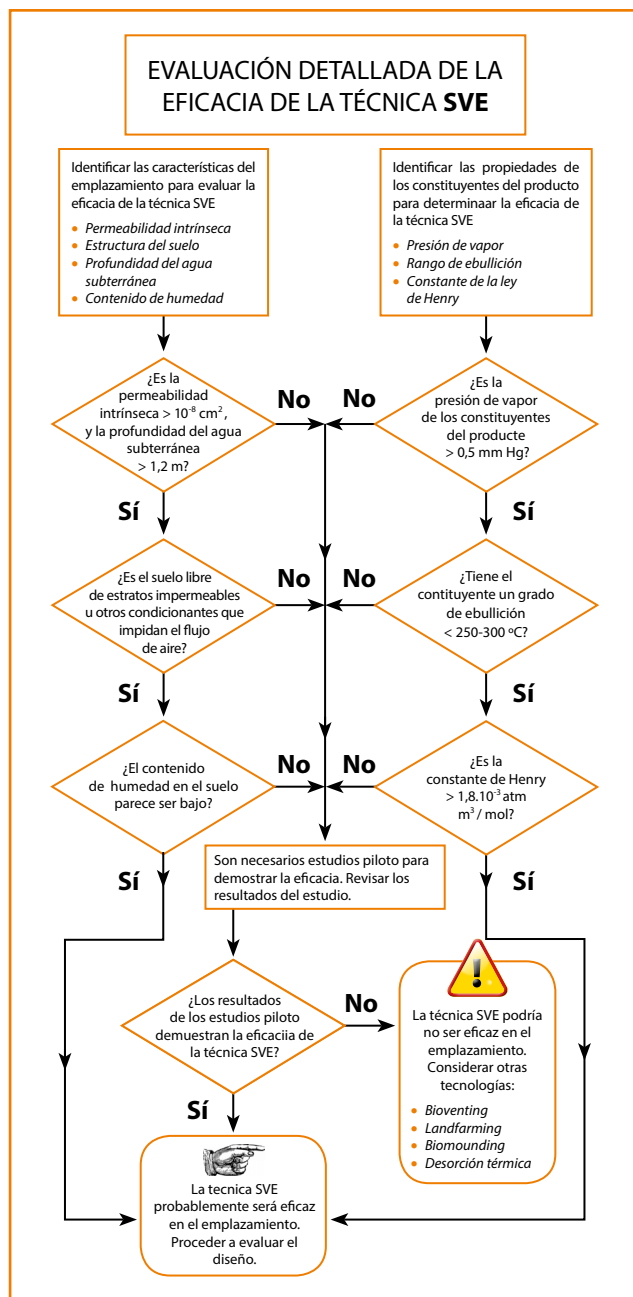 EVALUACIÓN DETALLADA DE LA
EFICACIA DE LA TÉCNICA SVE
Identificar las características del
emplazamiento para evaluar la
eficacia de la técnica SVE
• Permeabilidad intrínseca
• Estructura del suelo
• Profundidad del agua
subterránea
• Contenido de humedad
Identificar las propiedades de
los constituyentes del producto
para determinaar la eficacia de
la técnica SVE
• Presión de vapor
• Rango de ebullición
• Constante de la ley
de Henry
¿Es la
permeabilidad
intrínseca > 10⁻⁸ cm²,
y la profundidad del agua
subterránea
> 1,2 m?
No
No
¿Es la
presión de vapor
de los constituyentes
del producte
> 0,5 mm Hg?
Sí
Sí
¿Es el suelo libre
de estratos impermeables
u otros condicionantes que
impidan el flujo
de aire?
No
No
¿Tiene el
contituyente un grado
de ebullición
< 250-300 ºC?
Sí
Sí
¿El contenido
de humedad en el suelo
parece ser bajo?
No
No
¿Es la
constante de Henry
> 1,8.10⁻³ atm
m³ / mol?
Sí
Sí
Son necesarios estudios piloto para
demostrar la eficacia. Revisar los
resultados del estudio.
¿Los resultados
de los estudios piloto
demuestran la eficaciia de
la técnica SVE?
No
La técnica SVE podría
no ser eficaz en el
emplazamiento.
Considerar otras
tecnologías:
• Bioventing
• Landfarming
• Biomounding
• Desorción térmica
Sí
La tecnica SVE
probablemente será eficaz
en el emplazamiento.
Proceder a evaluar el
diseño.